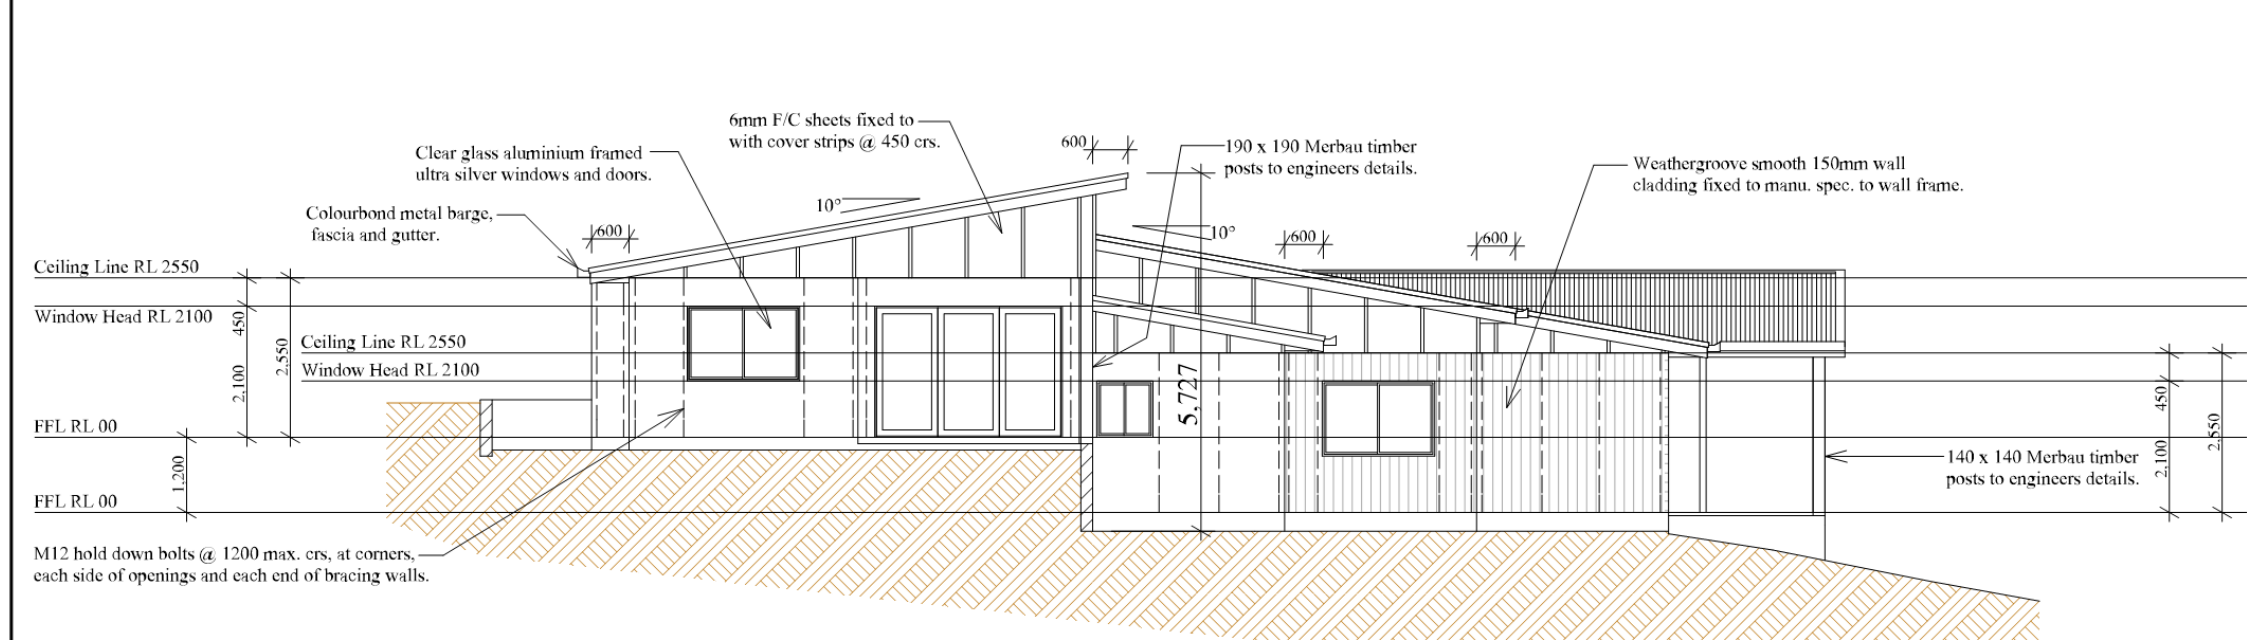 6mm F/C sheets fixed to
with cover strips @ 450 crs.
600
190 x 190 Merbau timber
posts to engineers details.
Clear glass aluminium framed
ultra silver windows and doors.
Weathergroove smooth 150mm wall
cladding fixed to manu. spec. to wall frame.
Colourbond metal barge,
fascia and gutter.
10°
10°
600
600
600
Ceiling Line RL 2550
Window Head RL 2100
450
2,100
2,550
Ceiling Line RL 2550
Window Head RL 2100
5,727
FFL RL 00
1,200
FFL RL 00
450
2,100
2,550
140 x 140 Merbau timber
posts to engineers details.
M12 hold down bolts @ 1200 max. crs, at corners,
each side of openings and each end of bracing walls.